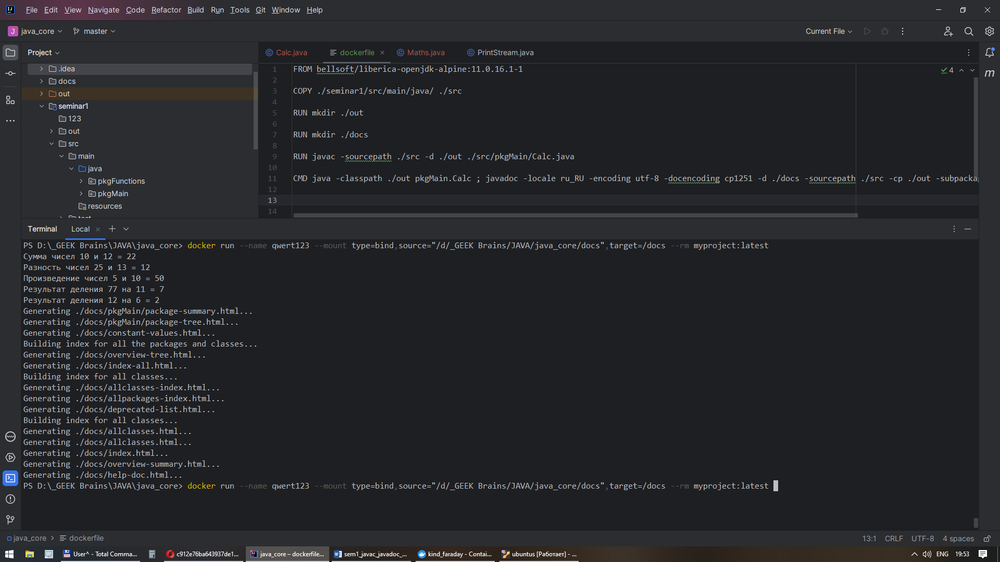 File Edit View Navigate Code Refactor Build Run Tools Git Window Help
J java_core master Current File
Project
Calc.java dockerfile Maths.java PrintStream.java
.idea
docs
out
seminar1
123
out
src
main
java
pkgFunctions
pkgMain
resources
1 FROM bellsoft/liberica-openjdk-alpine:11.0.16.1-1
4
2
3 COPY ./seminar1/src/main/java/ ./src
4
5 RUN mkdir ./out
6
7 RUN mkdir ./docs
8
9 RUN javac -sourcepath ./src -d ./out ./src/pkgMain/Calc.java
10
11 CMD java -classpath ./out pkgMain.Calc ; javadoc -locale ru_RU -encoding utf-8 -docencoding cp1251 -d ./docs -sourcepath ./src -cp ./out -subpacka
12
13
14
m
Terminal Local
PS D:\_GEEK Brains\JAVA\java_core> docker run --name qwert123 --mount type=bind,source="/d/_GEEK Brains/JAVA/java_core/docs",target=/docs --rm myproject:latest
Сумма чисел 10 и 12 = 22
Разность чисел 25 и 13 = 12
Произведение чисел 5 и 10 = 50
Результат деления 77 на 11 = 7
Результат деления 12 на 6 = 2
Generating ./docs/pkgMain/package-summary.html...
Generating ./docs/pkgMain/package-tree.html...
Generating ./docs/constant-values.html...
Building index for all the packages and classes...
Generating ./docs/overview-tree.html...
Generating ./docs/index-all.html...
Building index for all classes...
Generating ./docs/allclasses-index.html...
Generating ./docs/allpackages-index.html...
Generating ./docs/deprecated-list.html...
Building index for all classes...
Generating ./docs/allclasses.html...
Generating ./docs/allclasses.html...
Generating ./docs/index.html...
Generating ./docs/overview-summary.html...
Generating ./docs/help-doc.html...
PS D:\_GEEK Brains\JAVA\java_core> docker run --name qwert123 --mount type=bind,source="/d/_GEEK Brains/JAVA/java_core/docs",target=/docs --rm myproject:latest
java_core > dockerfile 13:1 CRLF UTF-8 4 spaces
User^ - Total Comma... c912e76ba643937de1... java_core – dockerfile... sem1_javac_javadoc_... kind_faraday - Contai... ubuntus [Работает] - ... ENG 19:53